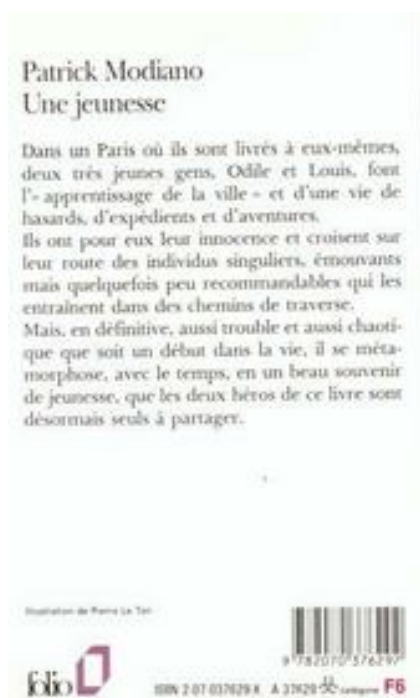 Patrick Modiano
Une jeunesse
Dans un Paris où ils sont livrés à eux-mêmes,
deux très jeunes gens, Odile et Louis, font
l'« apprentissage de la ville » et d'une vie de
hasards, d'expédients et d'aventures.
Ils ont pour eux leur innocence et croisent sur
leur route des individus singuliers, émouvants
mais quelquefois peu recommandables qui les
entraînent dans des chemins de traverse.
Mais, en définitive, aussi trouble et aussi chaoti-
que que soit un début dans la vie, il se méta-
morphose, avec le temps, en un beau souvenir
de jeunesse, que les deux héros de ce livre sont
désormais seuls à partager.
Illustration de Pierre Le Tan
9 782070 376297
folio
ISBN 2-07-037629-X A 37629 catégorie F6